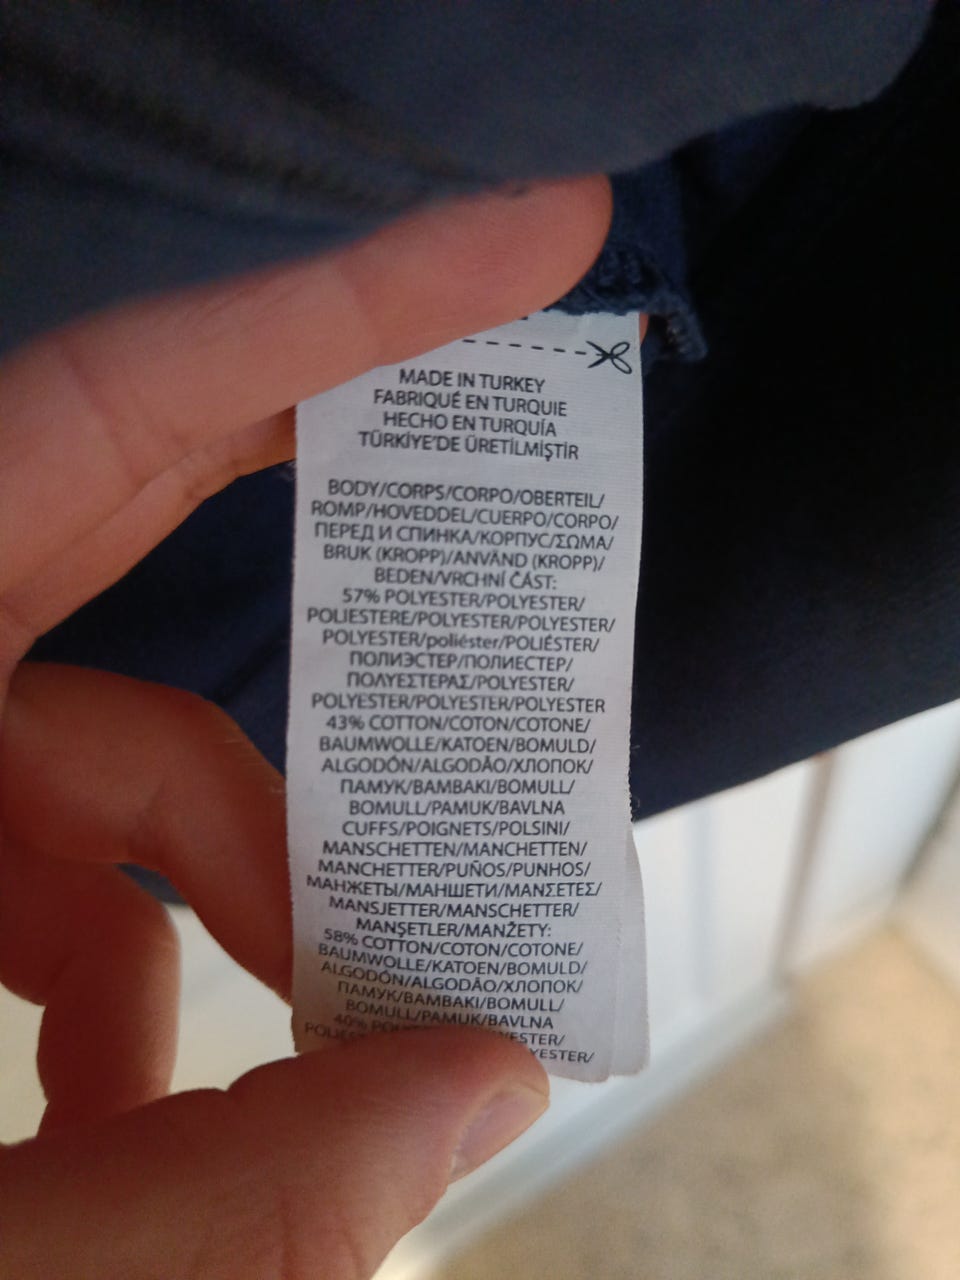 MADE IN TURKEY
FABRIQUÉ EN TURQUIE
HECHO EN TURQUÍA
TÜRKİYE'DE ÜRETİLMİŞTİR
BODY/CORPS/CORPO/OBERTEIL/
ROMP/HOVEDDEL/CUERPO/CORPO/
ПЕРЕД И СПИНКА/КОРПУС/ΣΩΜΑ/
BRUK (KROPP)/ANVÄND (KROPP)/
BEDEN/VRCHNÍ ČÁST:
57% POLYESTER/POLYESTER/
POLIESTERE/POLYESTER/POLYESTER/
POLYESTER/poliéster/POLIÉSTER/
ПОЛИЭСТЕР/ПОЛИЕСТЕР/
ΠΟΛΥΕΣΤΕΡΑΣ/POLYESTER/
POLYESTER/POLYESTER/POLYESTER
43% COTTON/COTON/COTONE/
BAUMWOLLE/KATOEN/BOMULD/
ALGODÓN/ALGODÃO/ХЛОПОК/
ПАМУК/BAMBAKI/BOMULL/
BOMULL/PAMUK/BAVLNA
CUFFS/POIGNETS/POLSINI/
MANSCHETTEN/MANCHETTEN/
MANCHETTER/PUÑOS/PUNHOS/
МАНЖЕТЫ/МАНШЕТИ/ΜΑΝΣΕΤΕΣ/
MANSJETTER/MANSCHETTER/
MANŞETLER/MANŽETY:
58% COTTON/COTON/COTONE/
BAUMWOLLE/KATOEN/BOMULD/
ALGODÓN/ALGODÃO/ХЛОПОК/
ПАМУК/BAMBAKI/BOMULL/
BOMULL/PAMUK/BAVLNA
40%